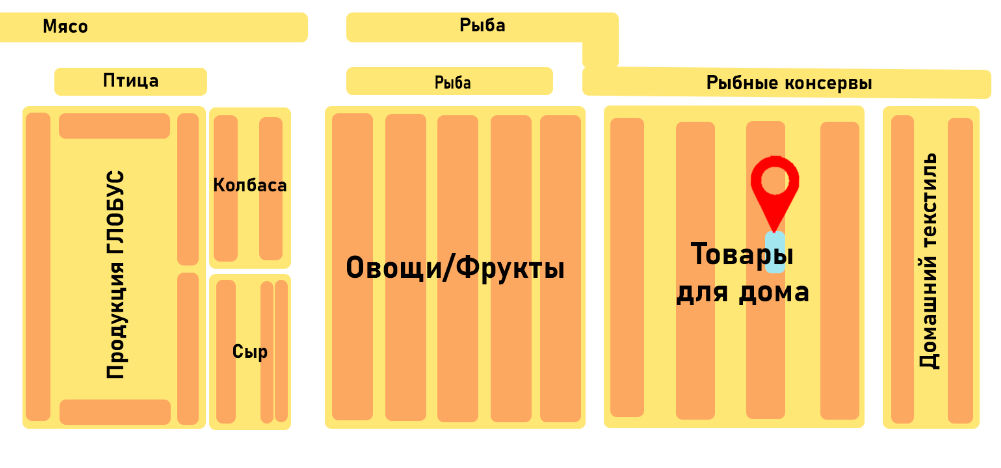 Мясо
Рыба
Птица
Рыба
Рыбные консервы
Продукция ГЛОБУС
Колбаса
Сыр
Овощи/Фрукты
Товары
для дома
Домашний текстиль